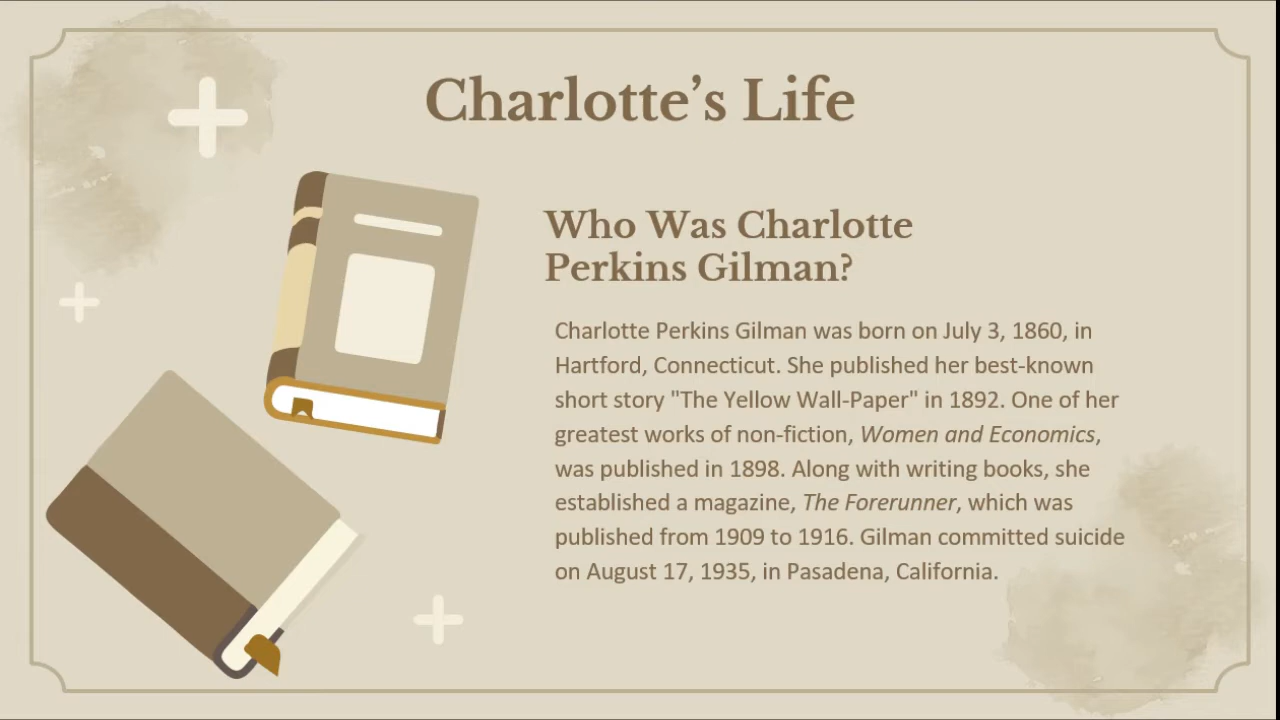 Charlotte’s Life
Who Was Charlotte
Perkins Gilman?
Charlotte Perkins Gilman was born on July 3, 1860, in
Hartford, Connecticut. She published her best-known
short story "The Yellow Wall-Paper" in 1892. One of her
greatest works of non-fiction, Women and Economics,
was published in 1898. Along with writing books, she
established a magazine, The Forerunner, which was
published from 1909 to 1916. Gilman committed suicide
on August 17, 1935, in Pasadena, California.